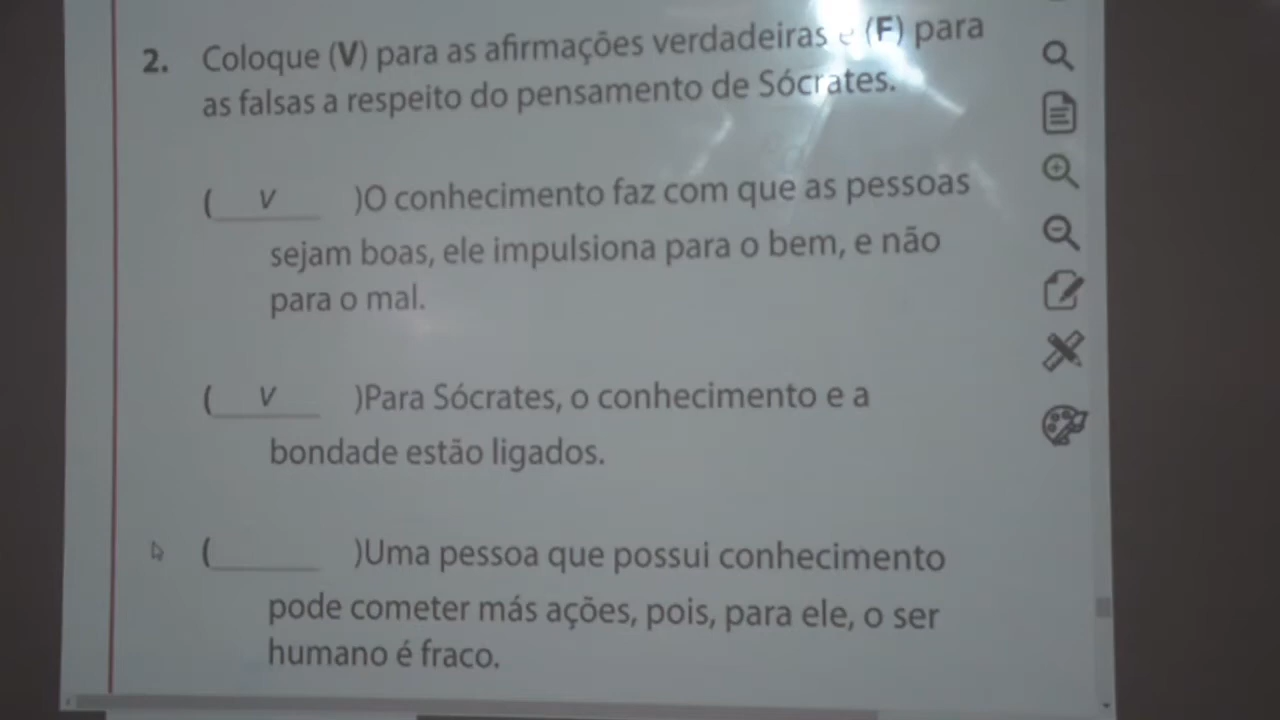 2. Coloque (V) para as afirmações verdadeiras e (F) para
as falsas a respeito do pensamento de Sócrates.
( V )O conhecimento faz com que as pessoas
sejam boas, ele impulsiona para o bem, e não
para o mal.
( V )Para Sócrates, o conhecimento e a
bondade estão ligados.
(______)Uma pessoa que possui conhecimento
pode cometer más ações, pois, para ele, o ser
humano é fraco.